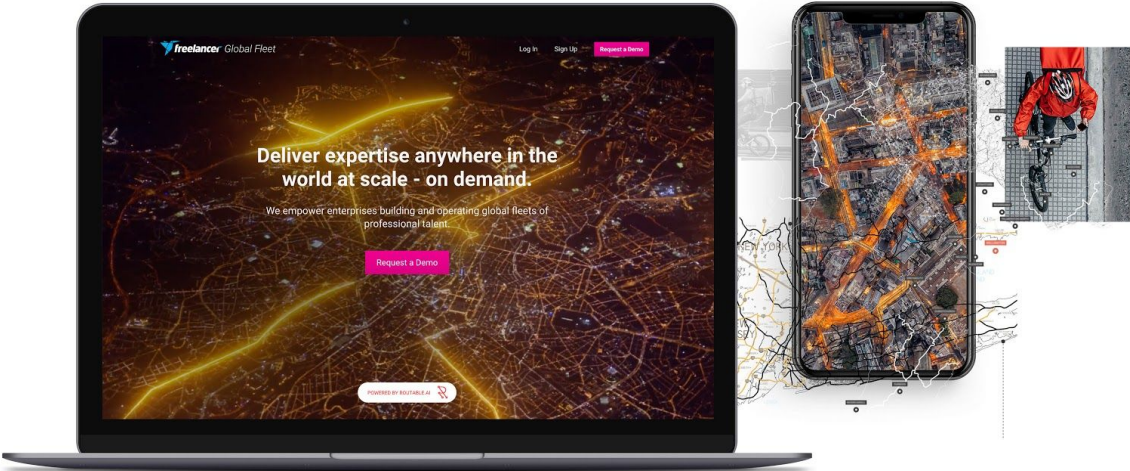 freelancer Global Fleet
Log In
Sign Up
Request a Demo
Deliver expertise anywhere in the
world at scale - on demand.
We empower enterprises building and operating global fleets of
professional talent.
Request a Demo
POWERED BY ROUTABLE.AI
NEW YORK